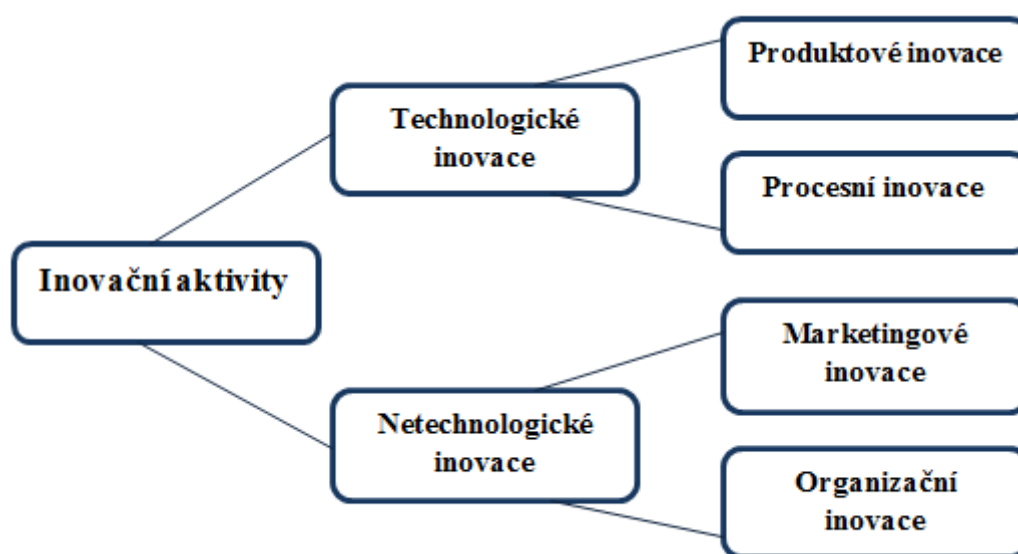 Inovační aktivity
Technologické
inovace
Produktové inovace
Procesní inovace
Netechnologické
inovace
Marketingové
inovace
Organizační
inovace